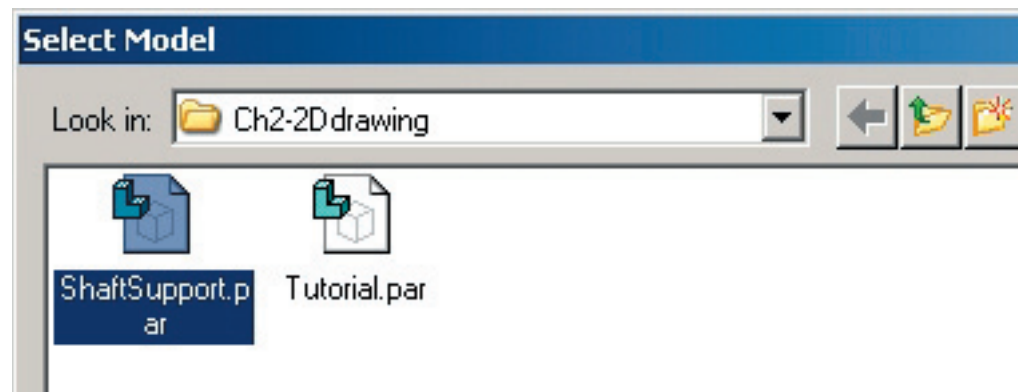 Select Model
Look in: Ch2-2Ddrawing
ShaftSupport.p Tutorial.par
ar